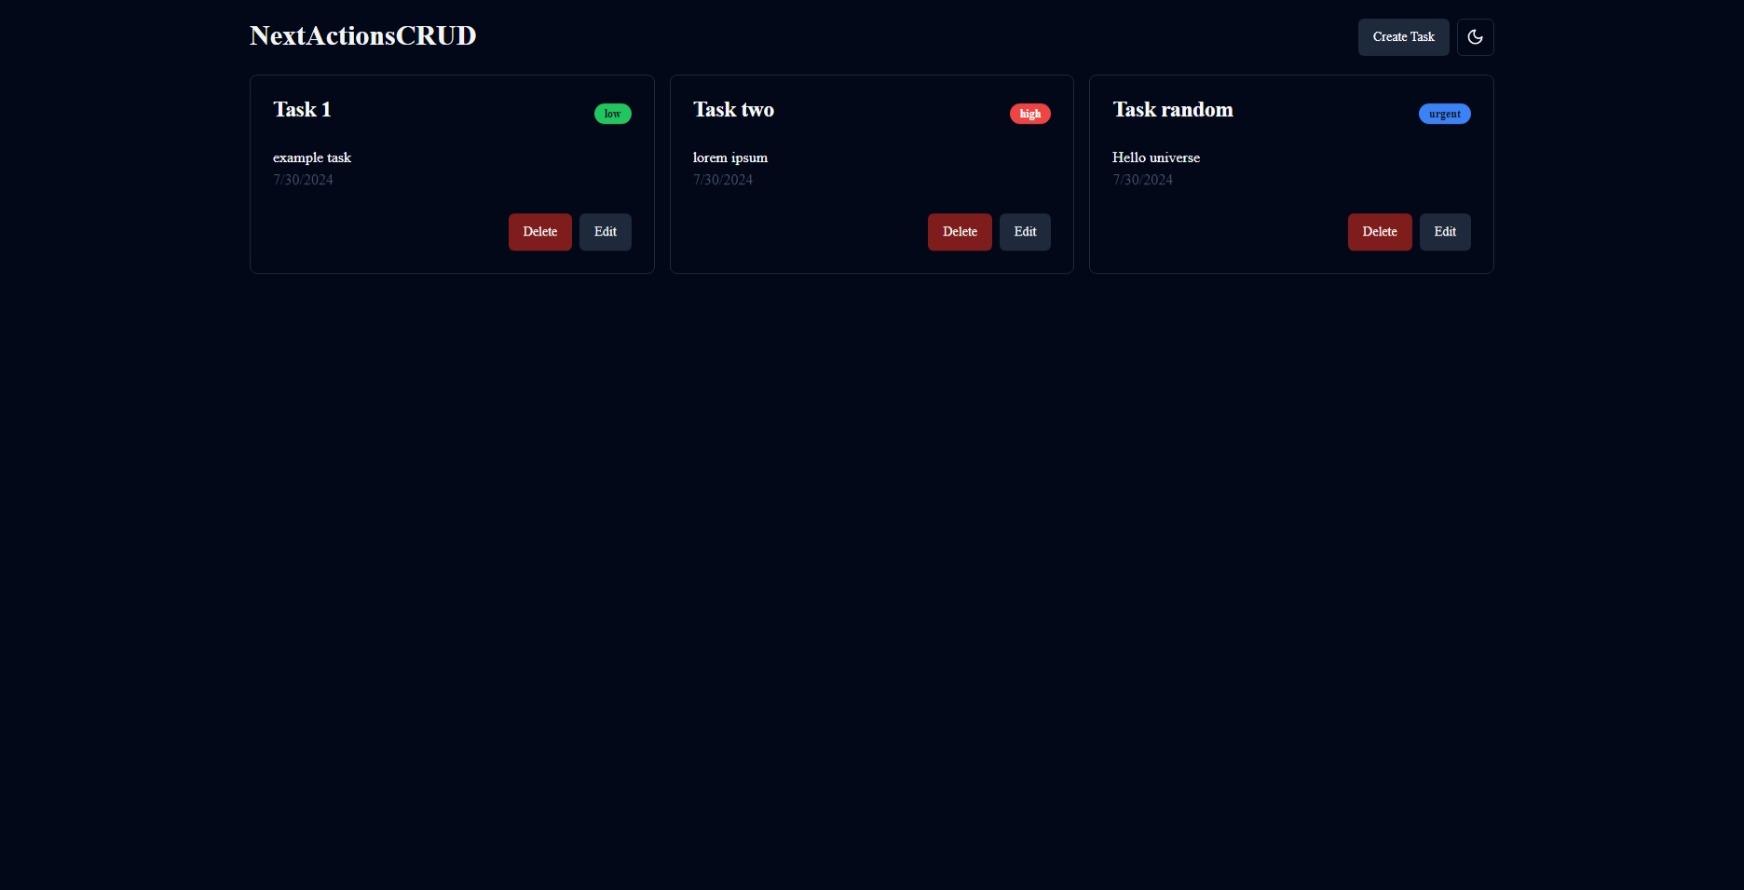 NextActionsCRUD
Create Task
Task 1
low
example task
7/30/2024
Delete
Edit
Task two
high
lorem ipsum
7/30/2024
Delete
Edit
Task random
urgent
Hello universe
7/30/2024
Delete
Edit